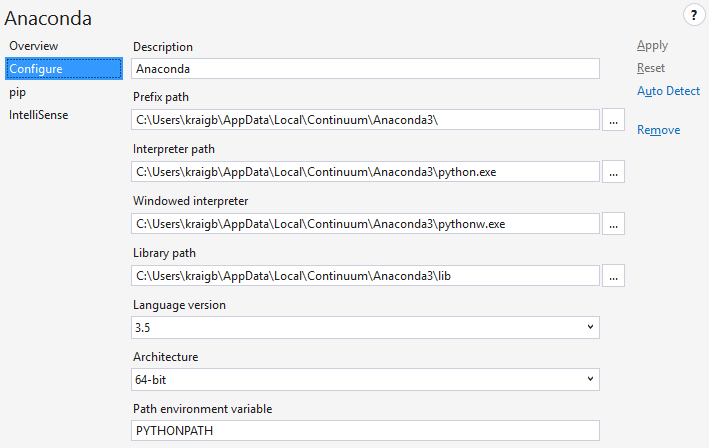 Anaconda
?
Overview
Configure
pip
IntelliSense
Description
Anaconda
Prefix path
C:\Users\kraigb\AppData\Local\Continuum\Anaconda3\
...
Interpreter path
C:\Users\kraigb\AppData\Local\Continuum\Anaconda3\python.exe
...
Windowed interpreter
C:\Users\kraigb\AppData\Local\Continuum\Anaconda3\pythonw.exe
...
Library path
C:\Users\kraigb\AppData\Local\Continuum\Anaconda3\lib
...
Language version
3.5
Architecture
64-bit
Path environment variable
PYTHONPATH
Apply
Reset
Auto Detect
Remove